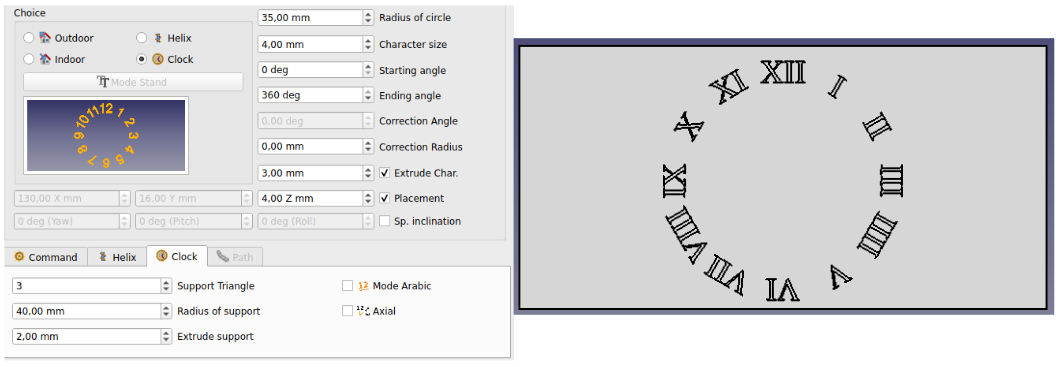 Choice
Outdoor
Helix
Indoor
Clock
Mode Stand
12
1
2
3
4
5
6
7
8
9
10
11
130.00 X mm
16.00 Y mm
0 deg (Yaw)
0 deg (Pitch)
35,00 mm Radius of circle
4,00 mm Character size
0 deg Starting angle
360 deg Ending angle
0.00 deg Correction Angle
0,00 mm Correction Radius
3,00 mm Extrude Char.
4,00 Z mm Placement
0 deg (Roll) Sp. inclination
Command
Helix
Clock
Path
3 Support Triangle
40,00 mm Radius of support
2,00 mm Extrude support
12 Mode Arabic
Axial
XII
I
II
III
IIII
V
VI
VII
VIII
IX
X
XI